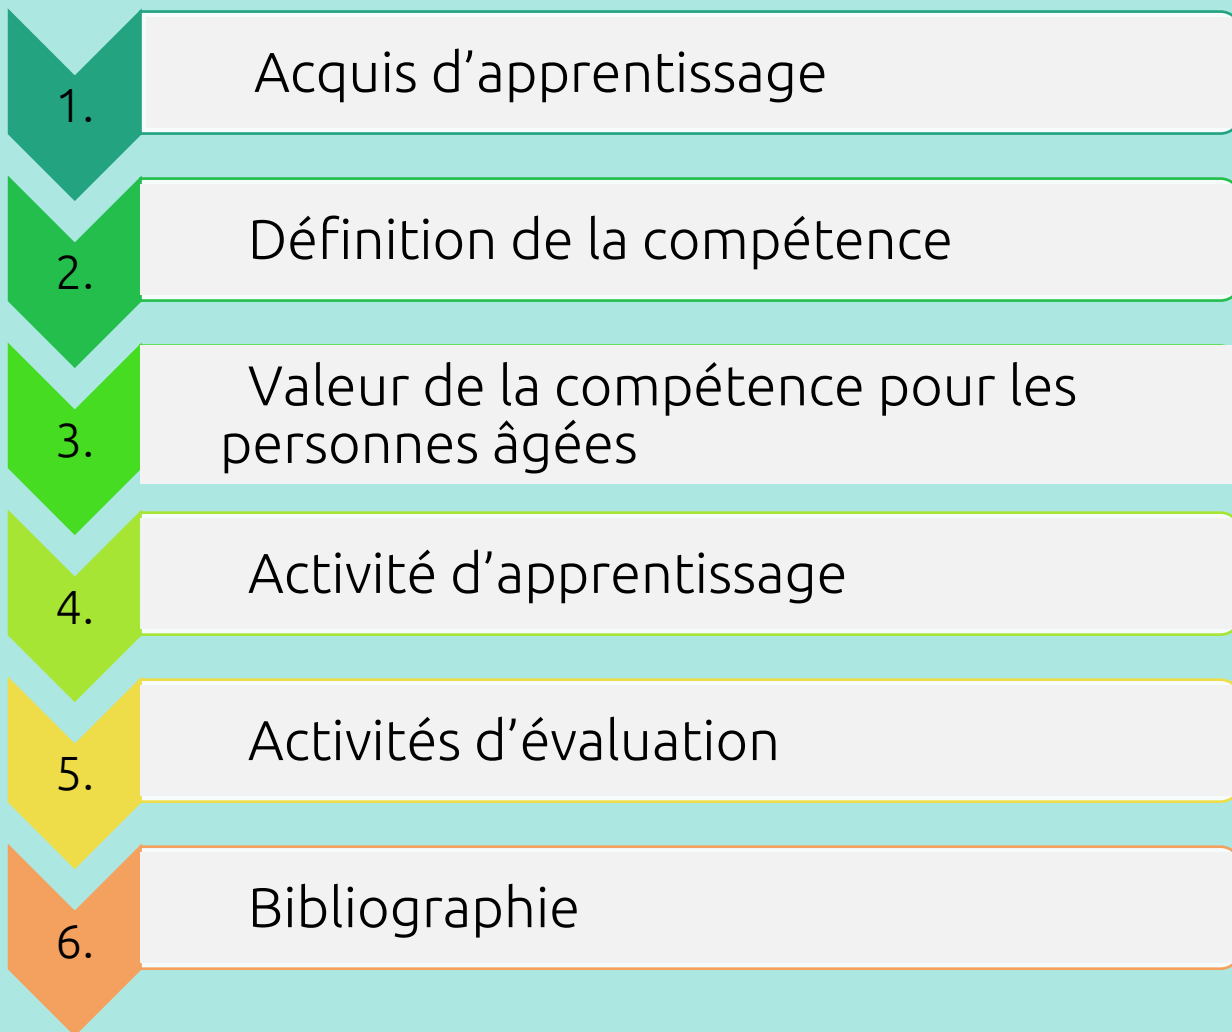 1. Acquis d’apprentissage
2. Définition de la compétence
3. Valeur de la compétence pour les
personnes âgées
4. Activité d’apprentissage
5. Activités d’évaluation
6. Bibliographie